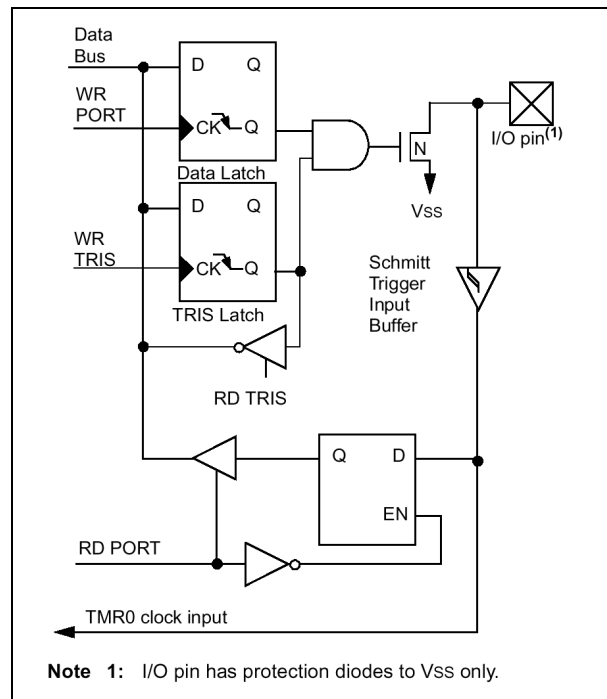 Data
Bus
D Q
WR
PORT
CK Q
N
I/O pin(1)
Data Latch
VSS
D Q
WR
TRIS
CK Q
Schmitt
Trigger
Input
Buffer
TRIS Latch
RD TRIS
Q D
EN
RD PORT
TMR0 clock input
Note 1: I/O pin has protection diodes to VSS only.